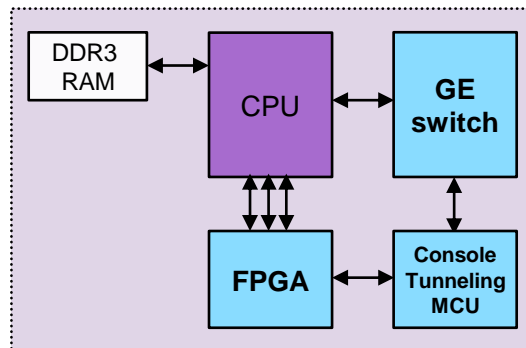 DDR3
RAM
CPU
GE
switch
FPGA
Console
Tunneling
MCU